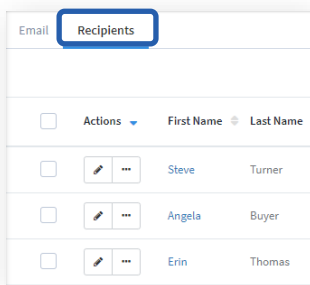 Email Recipients
Actions First Name Last Name
Steve Turner
Angela Buyer
Erin Thomas